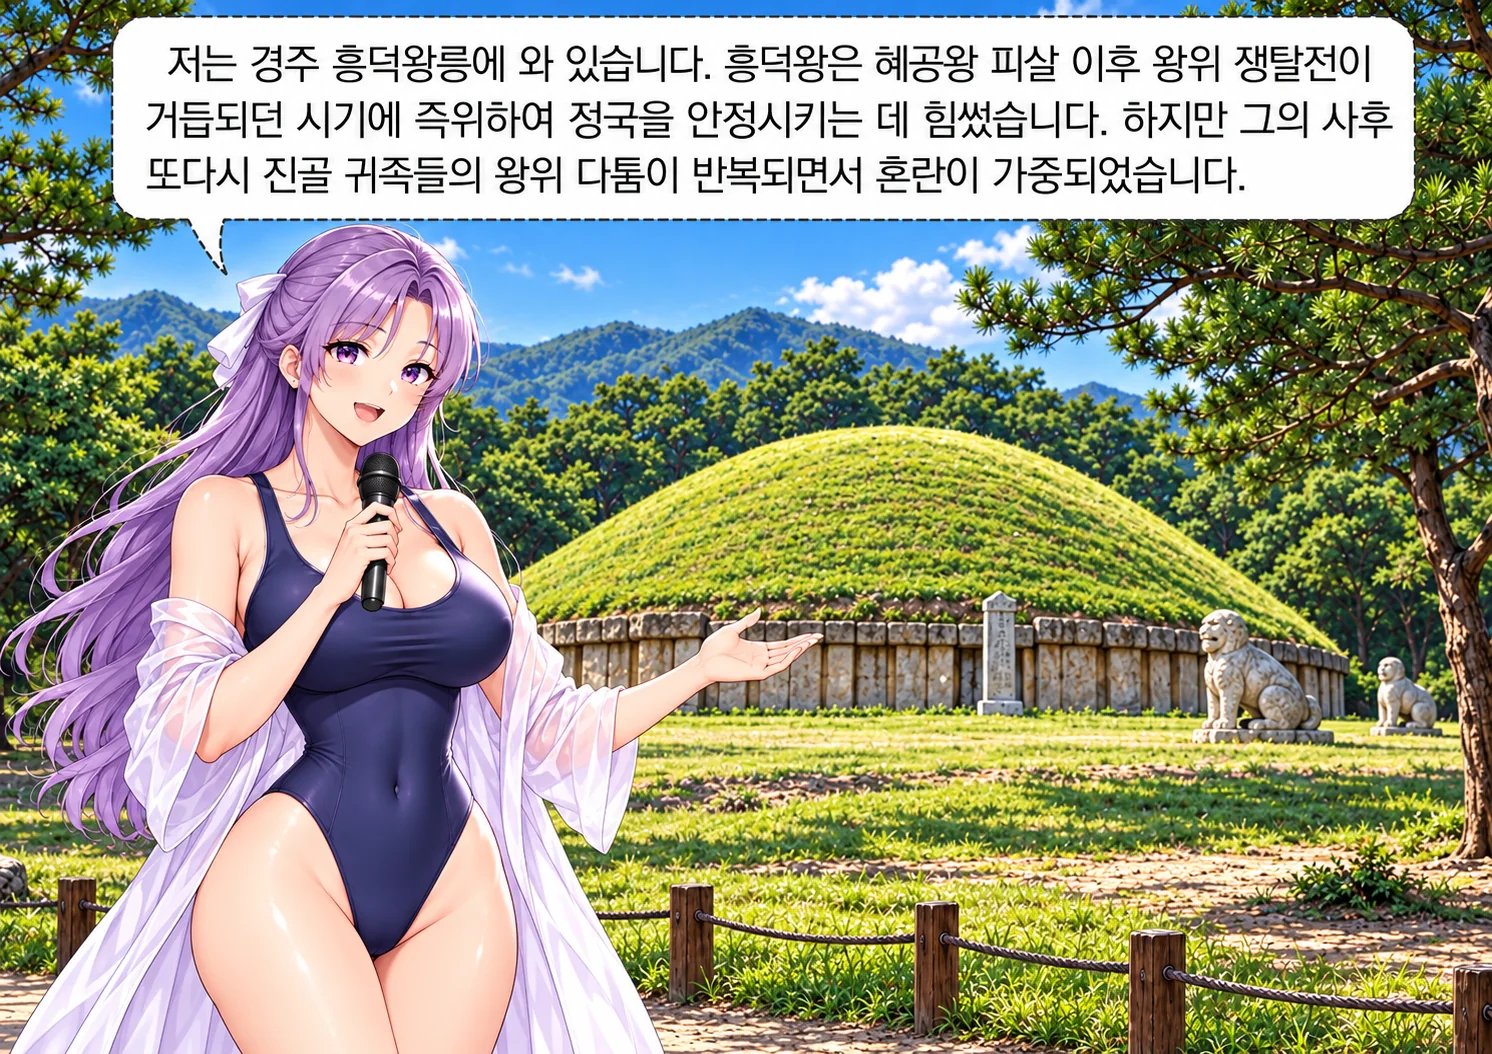 저는 경주 흥덕왕릉에 와 있습니다. 흥덕왕은 혜공왕 피살 이후 왕위 쟁탈전이
거듭되던 시기에 즉위하여 정국을 안정시키는 데 힘썼습니다. 하지만 그의 사후
또다시 진골 귀족들의 왕위 다툼이 반복되면서 혼란이 가중되었습니다.